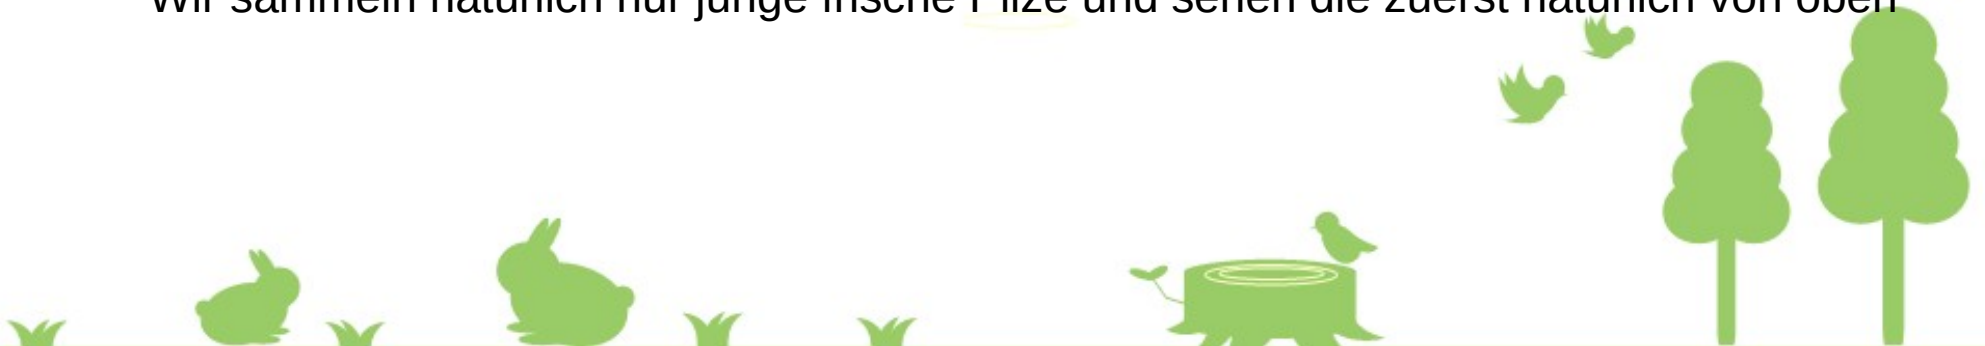 Wir sammeln natürlich nur junge frische Pilze und sehen die zuerst natürlich von oben